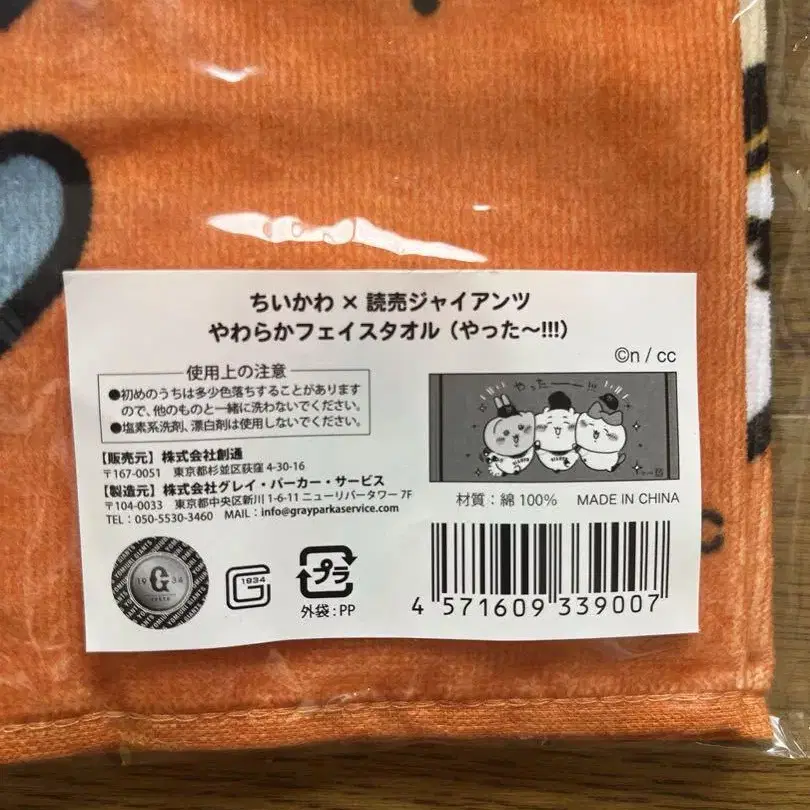 ちいかわ × 読売ジャイアンツ
やわらかフェイスタオル（やった～!!!）
©n / cc
使用上の注意
●初めのうちは多少色落ちすることがあります
ので、他のものと一緒に洗わないでください。
●塩素系洗剤、漂白剤は使用しないでください。
やったー――!!!
【販売元】株式会社創通
〒167-0051　東京都杉並区荻窪 4-30-16
【製造元】株式会社グレイ・パーカー・サービス
〒104-0033　東京都中央区新川 1-6-11 ニューリバータワー 7F
TEL：050-5530-3460　MAIL：info@grayparkaservice.com
材質：綿 100%　MADE IN CHINA
YOMIURI GIANTS
19 G 34
G 1934
プラ
外袋：PP
4 571609 339007